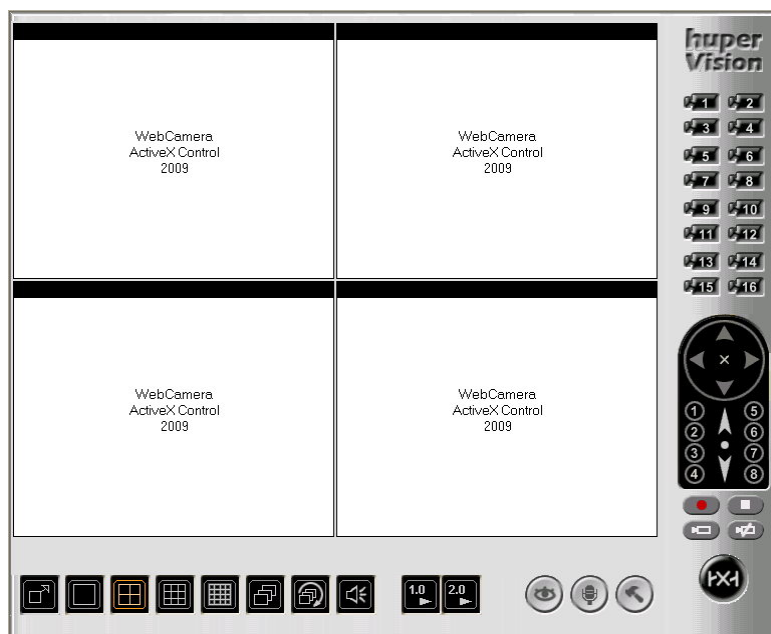 huper
Vision
WebCamera
ActiveX Control
2009
WebCamera
ActiveX Control
2009
1 2
3 4
5 6
7 8
9 10
11 12
13 14
15 16
WebCamera
ActiveX Control
2009
WebCamera
ActiveX Control
2009
1 5
2 6
3 7
4 8
1.0 2.0